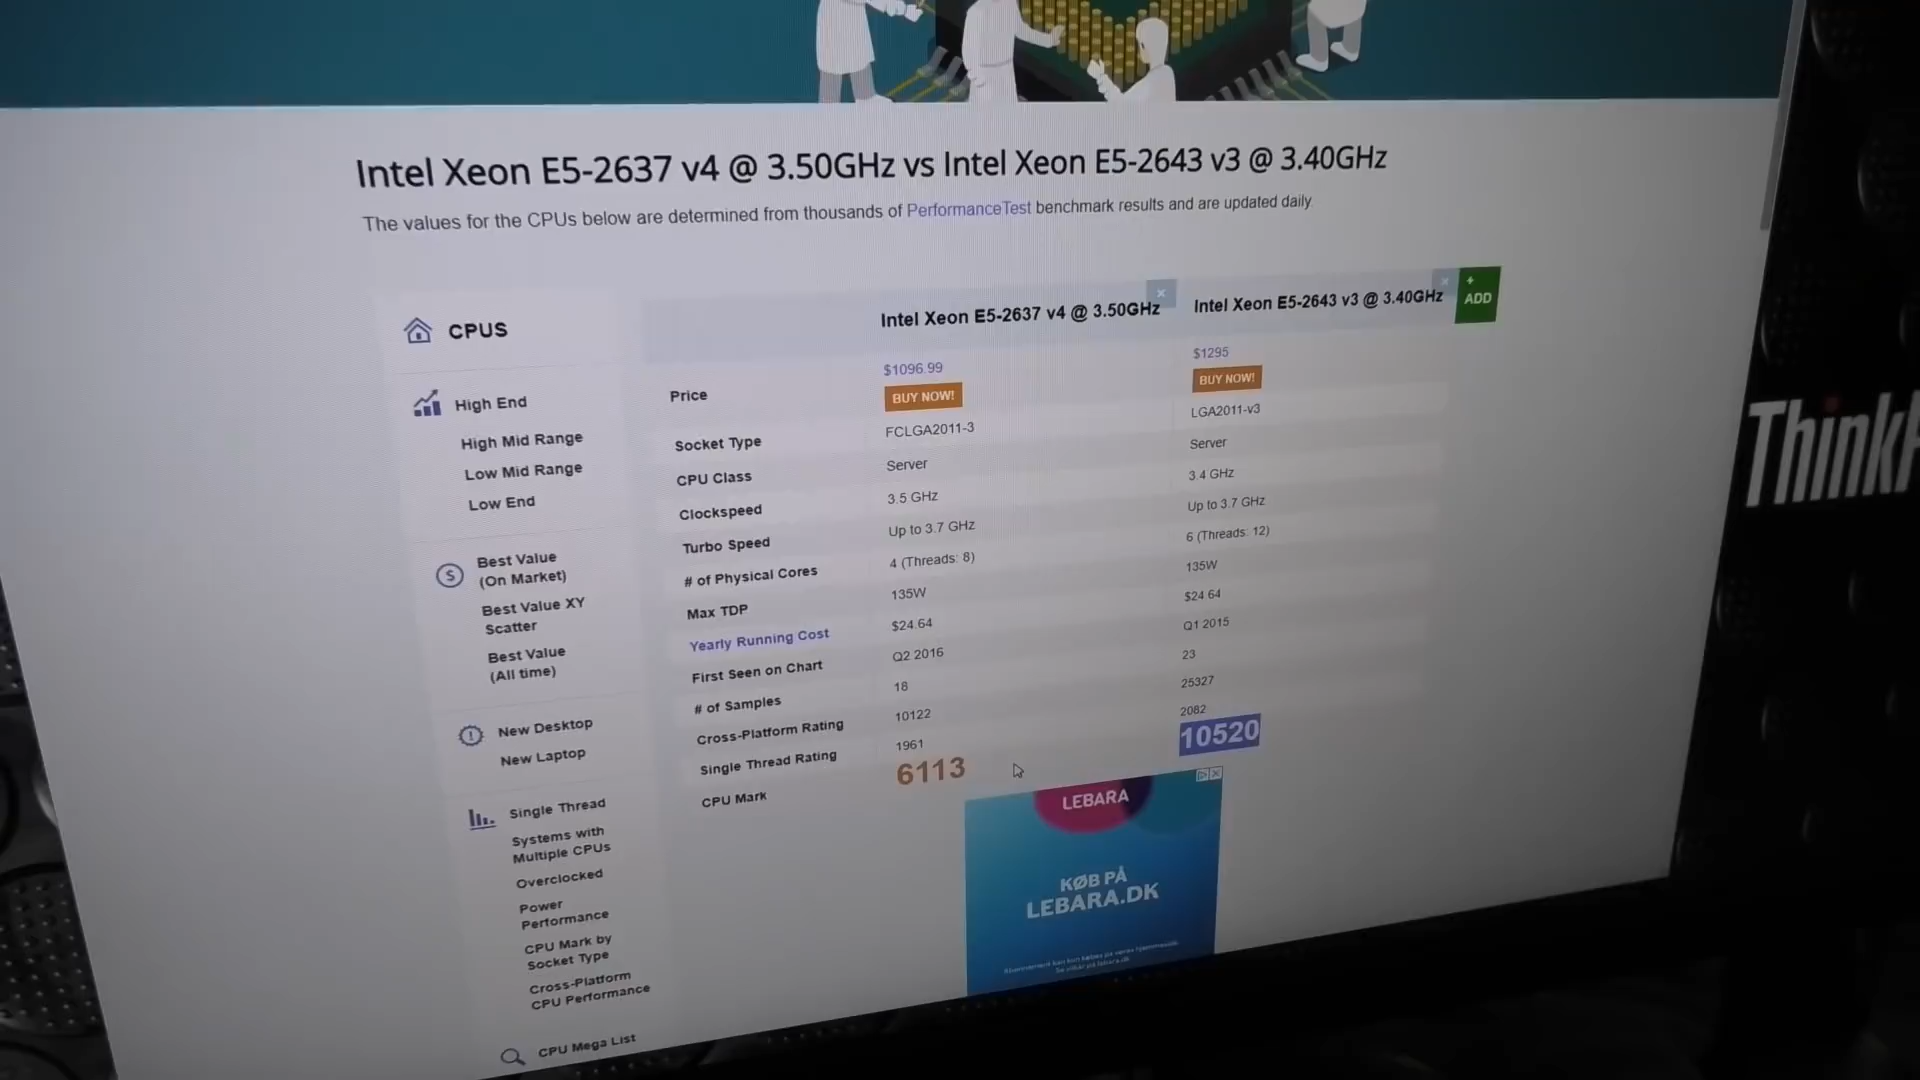 Intel Xeon E5-2637 v4 @ 3.50GHz vs Intel Xeon E5-2643 v3 @ 3.40GHz
The values for the CPUs below are determined from thousands of PerformanceTest benchmark results and are updated daily.
CPUS
High End
High Mid Range
Low Mid Range
Low End
Best Value
(On Market)
Best Value XY
Scatter
Best Value
(All time)
New Desktop
New Laptop
Single Thread
Systems with
Multiple CPUs
Overclocked
Power
Performance
CPU Mark by
Socket Type
Cross-Platform
CPU Performance
CPU Mega List
Intel Xeon E5-2637 v4 @ 3.50GHz
Intel Xeon E5-2643 v3 @ 3.40GHz
+
ADD
Price
$1096.99
BUY NOW!
$1295
BUY NOW!
Socket Type
FCLGA2011-3
LGA2011-v3
CPU Class
Server
Server
Clockspeed
3.5 GHz
3.4 GHz
Turbo Speed
Up to 3.7 GHz
Up to 3.7 GHz
# of Physical Cores
4 (Threads: 8)
6 (Threads: 12)
Max TDP
135W
135W
Yearly Running Cost
$24.64
$24.64
First Seen on Chart
Q2 2016
Q1 2015
# of Samples
18
23
Cross-Platform Rating
10122
25327
Single Thread Rating
1961
2082
CPU Mark
6113
10520
LEBARA
KØB PÅ
LEBARA.DK
Think